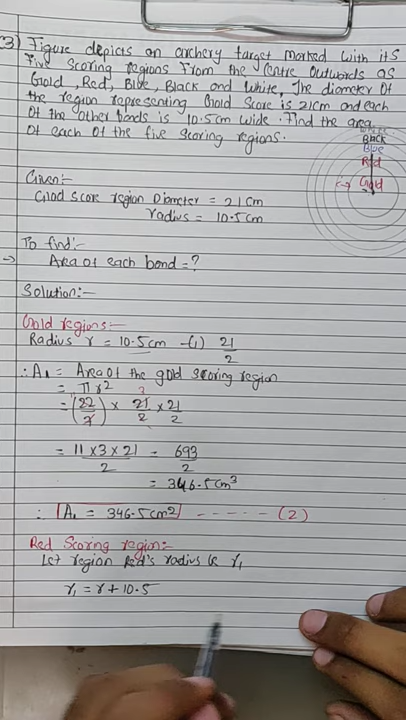 3) Figure depicts an archery target marked with its
Five scoring regions from the Centre outwards as
Gold, Red, Blue, Black and White, The diameter of
the region representing Gold Score is 21cm and each
of the other bands is 10.5cm wide. Find the area
of each of the five scoring regions.
Black
Blue
Red
Gold
Given:-
Glod Score region Diameter = 21cm
radius = 10.5cm
To find:-
→ Area of each bond = ?
Solution:-
Gold regions:-
Radius r = 10.5cm -(1) 21/2
∴ A1 = Area of the gold scoring region
= πr2
= (22/7) × 21/2 × 21/2 3
= 11×3×21/2 = 693/2
= 346.5cm3
∴ A1 = 346.5cm2 ------(2)
Red Scoring region:-
Let region Red's radius is r1
r1 = r + 10.5